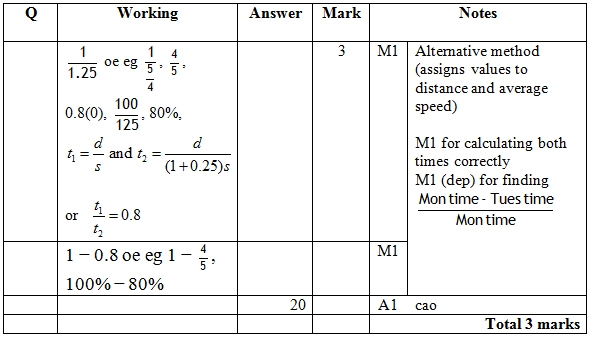 Q Working Answer Mark Notes
1/1.25 oe eg 1/(5/4), 4/5, 3 M1 Alternative method
(assigns values to
distance and average
speed)
0.8(0), 100/125, 80%,
t₁ = d/s and t₂ = d/((1+0.25)s)
or t₁/t₂ = 0.8
M1 for calculating both
times correctly
M1 (dep) for finding
Mon time - Tues time
Mon time
1 − 0.8 oe eg 1 − 4/5, M1
100% − 80%
20 A1 cao
Total 3 marks